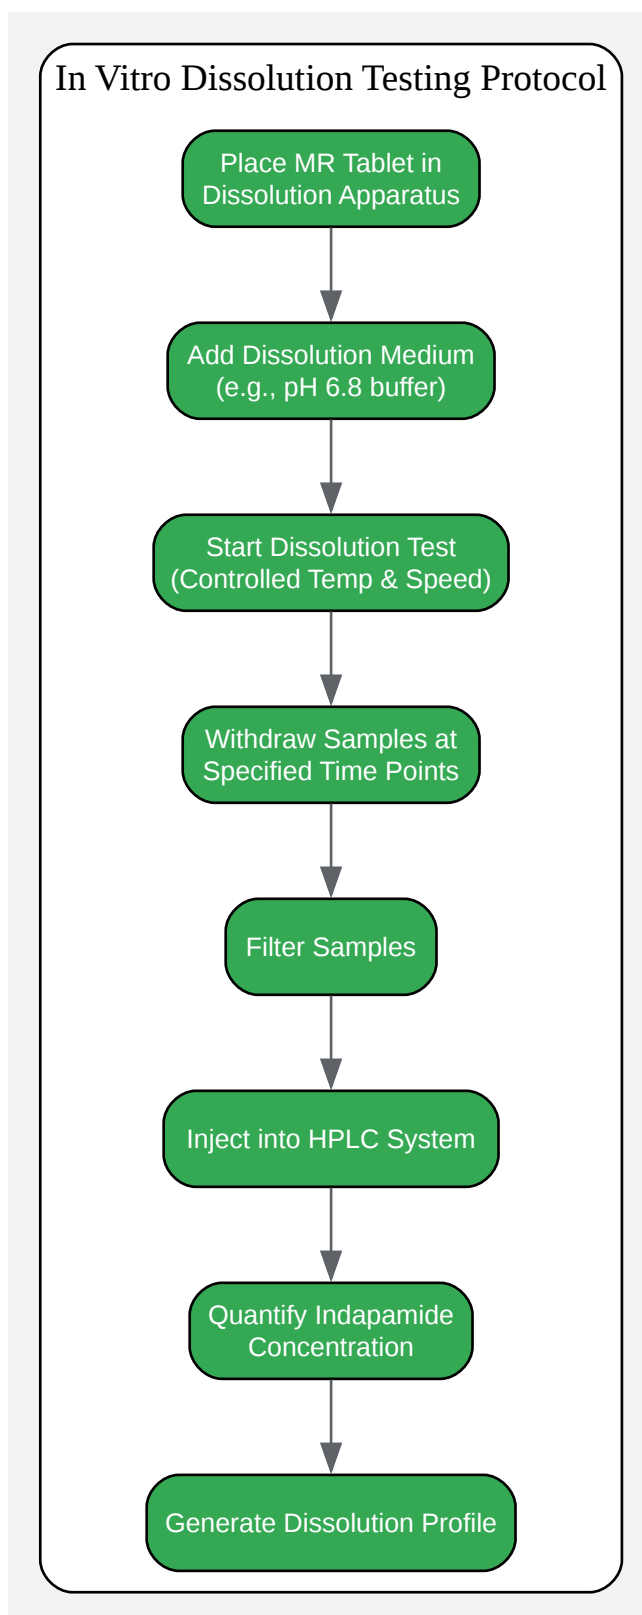 In Vitro Dissolution Testing Protocol
Place MR Tablet in
Dissolution Apparatus
Add Dissolution Medium
(e.g., pH 6.8 buffer)
Start Dissolution Test
(Controlled Temp & Speed)
Withdraw Samples at
Specified Time Points
Filter Samples
Inject into HPLC System
Quantify Indapamide
Concentration
Generate Dissolution Profile